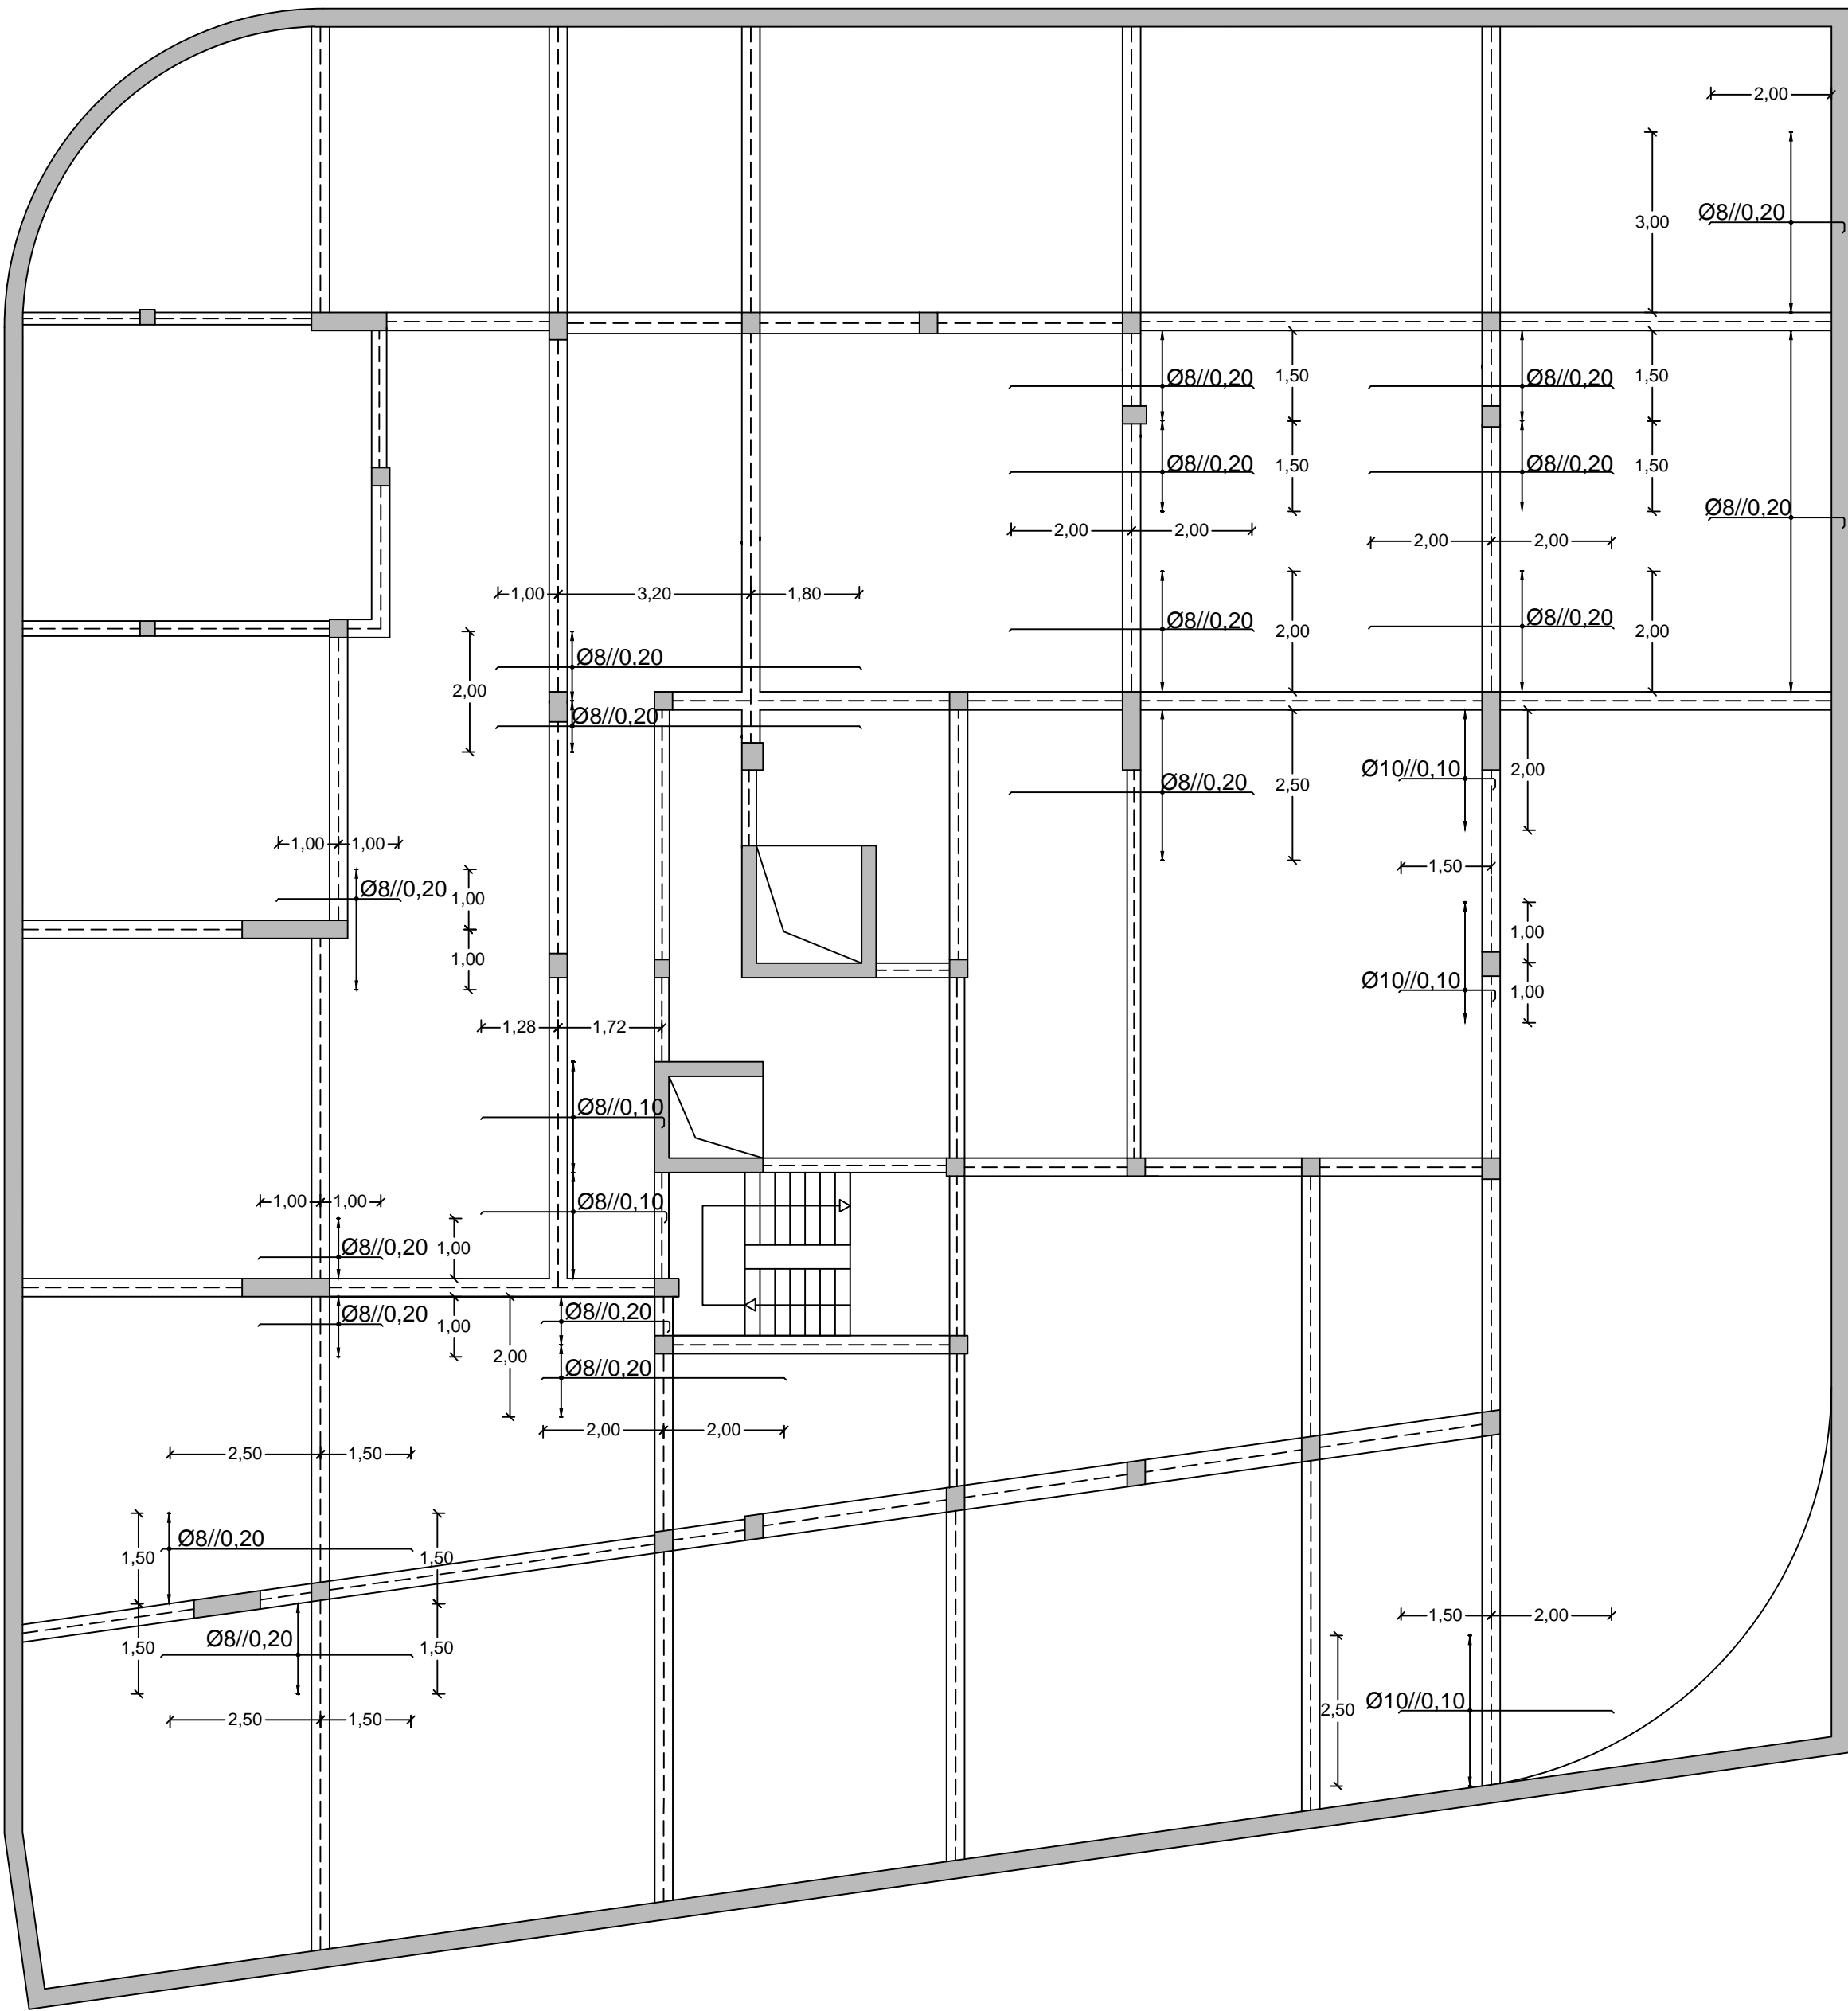 2,00
Ø8//0,20
3,00
Ø8//0,20 1,50 Ø8//0,20 1,50
Ø8//0,20 1,50 Ø8//0,20 1,50
Ø8//0,20
2,00 2,00 2,00 2,00
1,00 3,20 1,80
Ø8//0,20 2,00 Ø8//0,20 2,00
Ø8//0,20
2,00
Ø8//0,20
Ø8//0,20 2,50 Ø10//0,10 2,00
1,00 1,00
1,50
Ø8//0,20 1,00
1,00 1,00
Ø10//0,10 1,00
1,28 1,72
Ø8//0,10
1,00 1,00 Ø8//0,10
Ø8//0,20 1,00
Ø8//0,20 1,00 Ø8//0,20
2,00 Ø8//0,20
2,00 2,00
2,50 1,50
Ø8//0,20
1,50 1,50
1,50 2,00
1,50 Ø8//0,20 1,50
Ø10//0,10
2,50
2,50 1,50